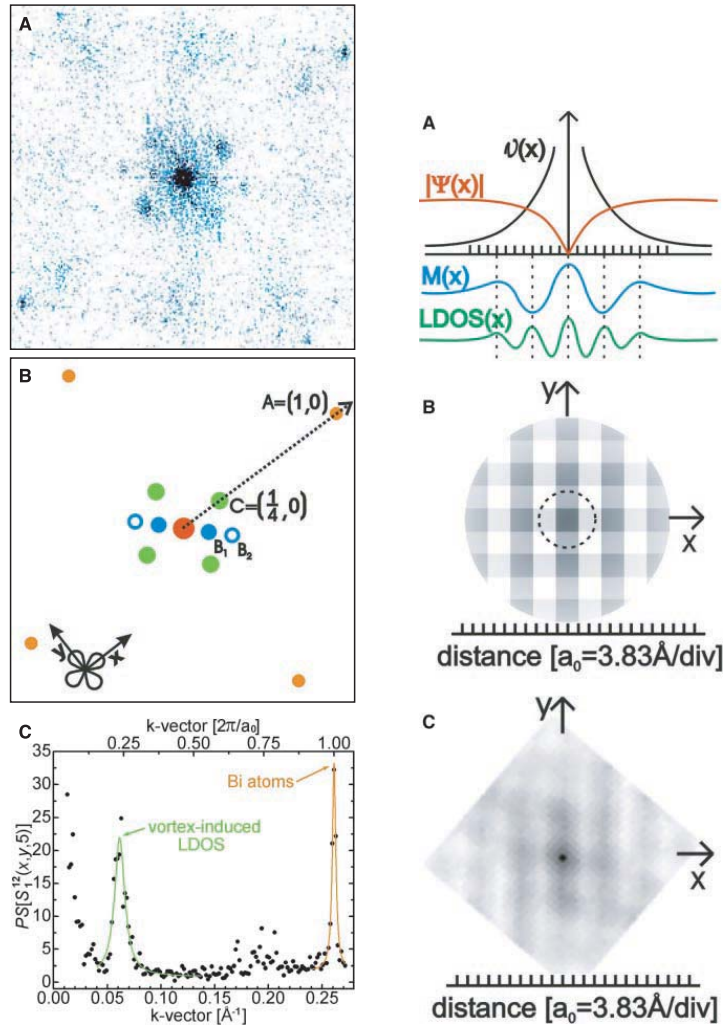 A
B
A=(1,0)
C=(1/4,0)
B₁ B₂
y x
C
k-vector [2π/a₀]
0.25 0.50 0.75 1.00
35
30
25
20
15
10
5
0
PS[S₁¹²(x,y,5)]
Bi atoms
vortex-induced
LDOS
0.00 0.05 0.10 0.15 0.20 0.25
k-vector [Å⁻¹]
A
υ(x)
|Ψ(x)|
M(x)
LDOS(x)
B
y
x
distance [a₀=3.83Å/div]
C
y
x
distance [a₀=3.83Å/div]